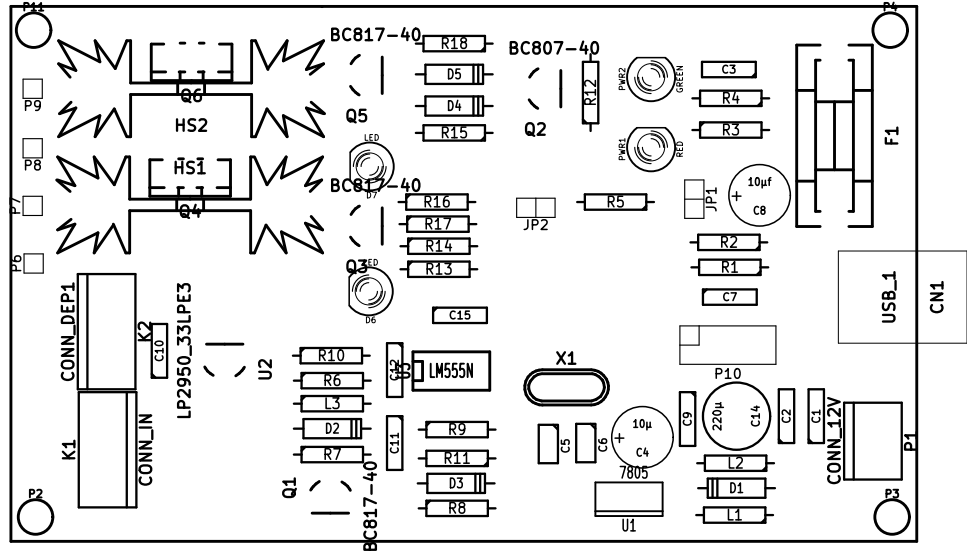 P11
P4
BC817-40
R18
BC807-40
PWR2
GREEN
C3
D5
R12
R4
Q6
P9
D4
Q5
Q2
HS2
R15
LED
PWR1
RED
R3
F1
P8
HS1
D7
BC817-40
10µf
C8
P7
Q4
R16
R5
JP1
R17
JP2
R14
R2
P6
Q3
LED
R13
R1
CONN_DEP1
K2
LP2950_33LPE3
D6
C15
C7
USB_1
CN1
C10
U2
R10
C12
U3
LM555N
X1
P10
R6
L3
K1
CONN_IN
D2
C11
R9
C5
C6
10µ
C4
C9
220µ
C14
C2
C1
CONN_12V
P1
R7
R11
7805
L2
Q1
BC817-40
D3
D1
P2
R8
U1
L1
P3